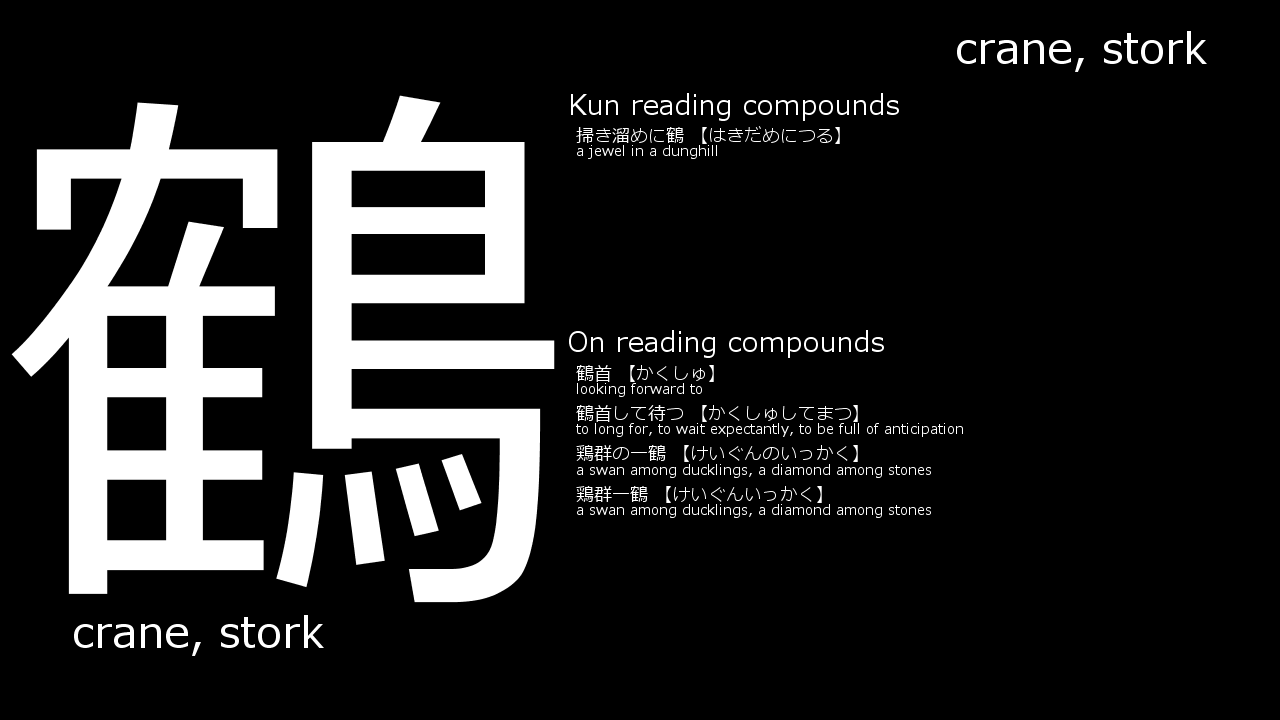 crane, stork
鶴
Kun reading compounds
掃き溜めに鶴 【はきだめにつる】
a jewel in a dunghill
On reading compounds
鶴首 【かくしゅ】
looking forward to
鶴首して待つ 【かくしゅしてまつ】
to long for, to wait expectantly, to be full of anticipation
鶏群の一鶴 【けいぐんのいっかく】
a swan among ducklings, a diamond among stones
鶏群一鶴 【けいぐんいっかく】
a swan among ducklings, a diamond among stones
crane, stork